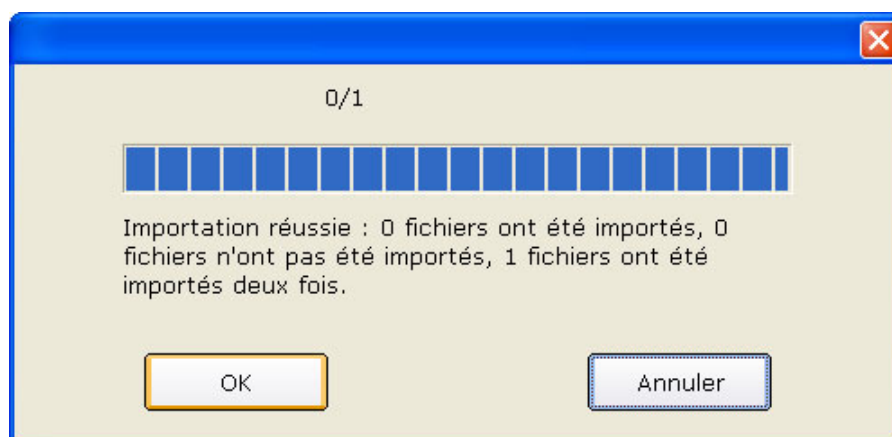 0/1
Importation réussie : 0 fichiers ont été importés, 0
fichiers n'ont pas été importés, 1 fichiers ont été
importés deux fois.
OK
Annuler